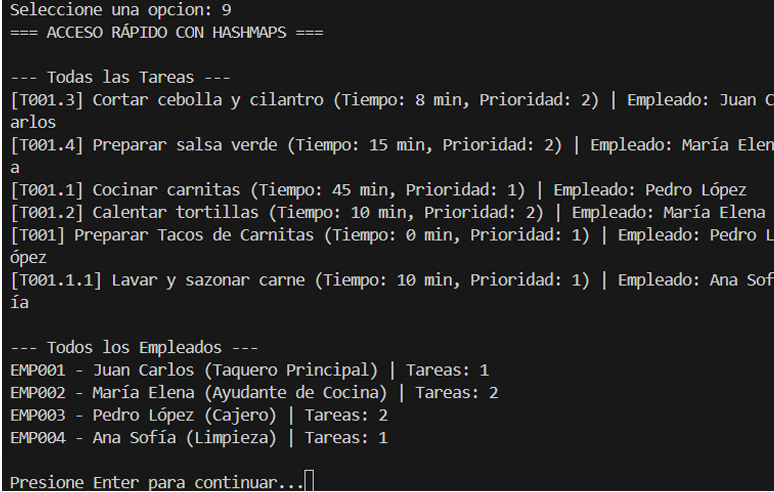 Seleccione una opcion: 9
=== ACCESO RÁPIDO CON HASHMAPS ===
--- Todas las Tareas ---
[T001.3] Cortar cebolla y cilantro (Tiempo: 8 min, Prioridad: 2) | Empleado: Juan C
arlos
[T001.4] Preparar salsa verde (Tiempo: 15 min, Prioridad: 2) | Empleado: María Elen
a
[T001.1] Cocinar carnitas (Tiempo: 45 min, Prioridad: 1) | Empleado: Pedro López
[T001.2] Calentar tortillas (Tiempo: 10 min, Prioridad: 2) | Empleado: María Elena
[T001] Preparar Tacos de Carnitas (Tiempo: 0 min, Prioridad: 1) | Empleado: Pedro L
ópez
[T001.1.1] Lavar y sazonar carne (Tiempo: 10 min, Prioridad: 1) | Empleado: Ana Sof
ía
--- Todos los Empleados ---
EMP001 - Juan Carlos (Taquero Principal) | Tareas: 1
EMP002 - María Elena (Ayudante de Cocina) | Tareas: 2
EMP003 - Pedro López (Cajero) | Tareas: 2
EMP004 - Ana Sofía (Limpieza) | Tareas: 1
Presione Enter para continuar...